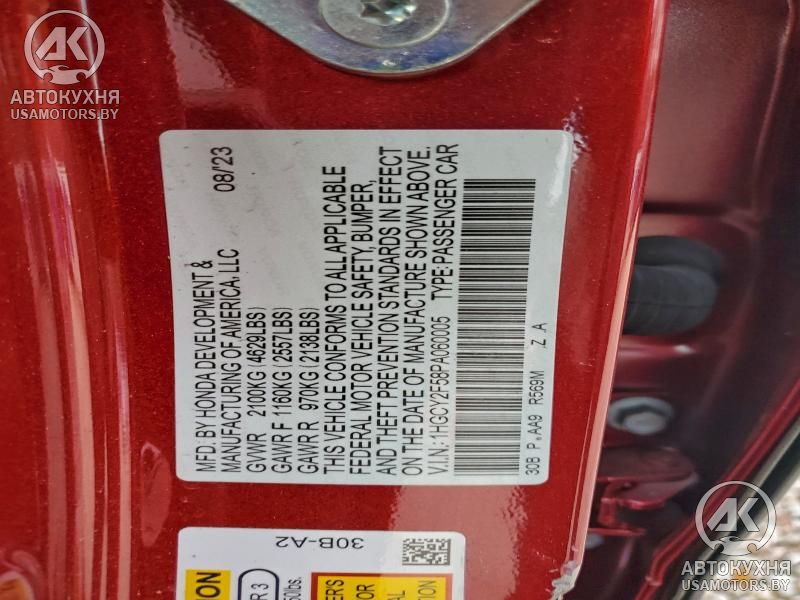 AK
АВТОКУХНЯ
USAMOTORS.BY
MFD. BY HONDA DEVELOPMENT &
MANUFACTURING OF AMERICA, LLC 08/'23
GVWR 2100KG (4629LBS)
GAWR F 1160KG (2557LBS)
GAWR R 970KG (2138LBS)
THIS VEHICLE CONFORMS TO ALL APPLICABLE
FEDERAL MOTOR VEHICLE SAFETY, BUMPER,
AND THEFT PREVENTION STANDARDS IN EFFECT
ON THE DATE OF MANUFACTURE SHOWN ABOVE.
V.I.N.: 1HGCY2F58PA060005 TYPE: PASSENGER CAR
30B P.AA9 R569M Z A
30B-A2
AK
АВТОКУХНЯ
USAMOTORS.BY